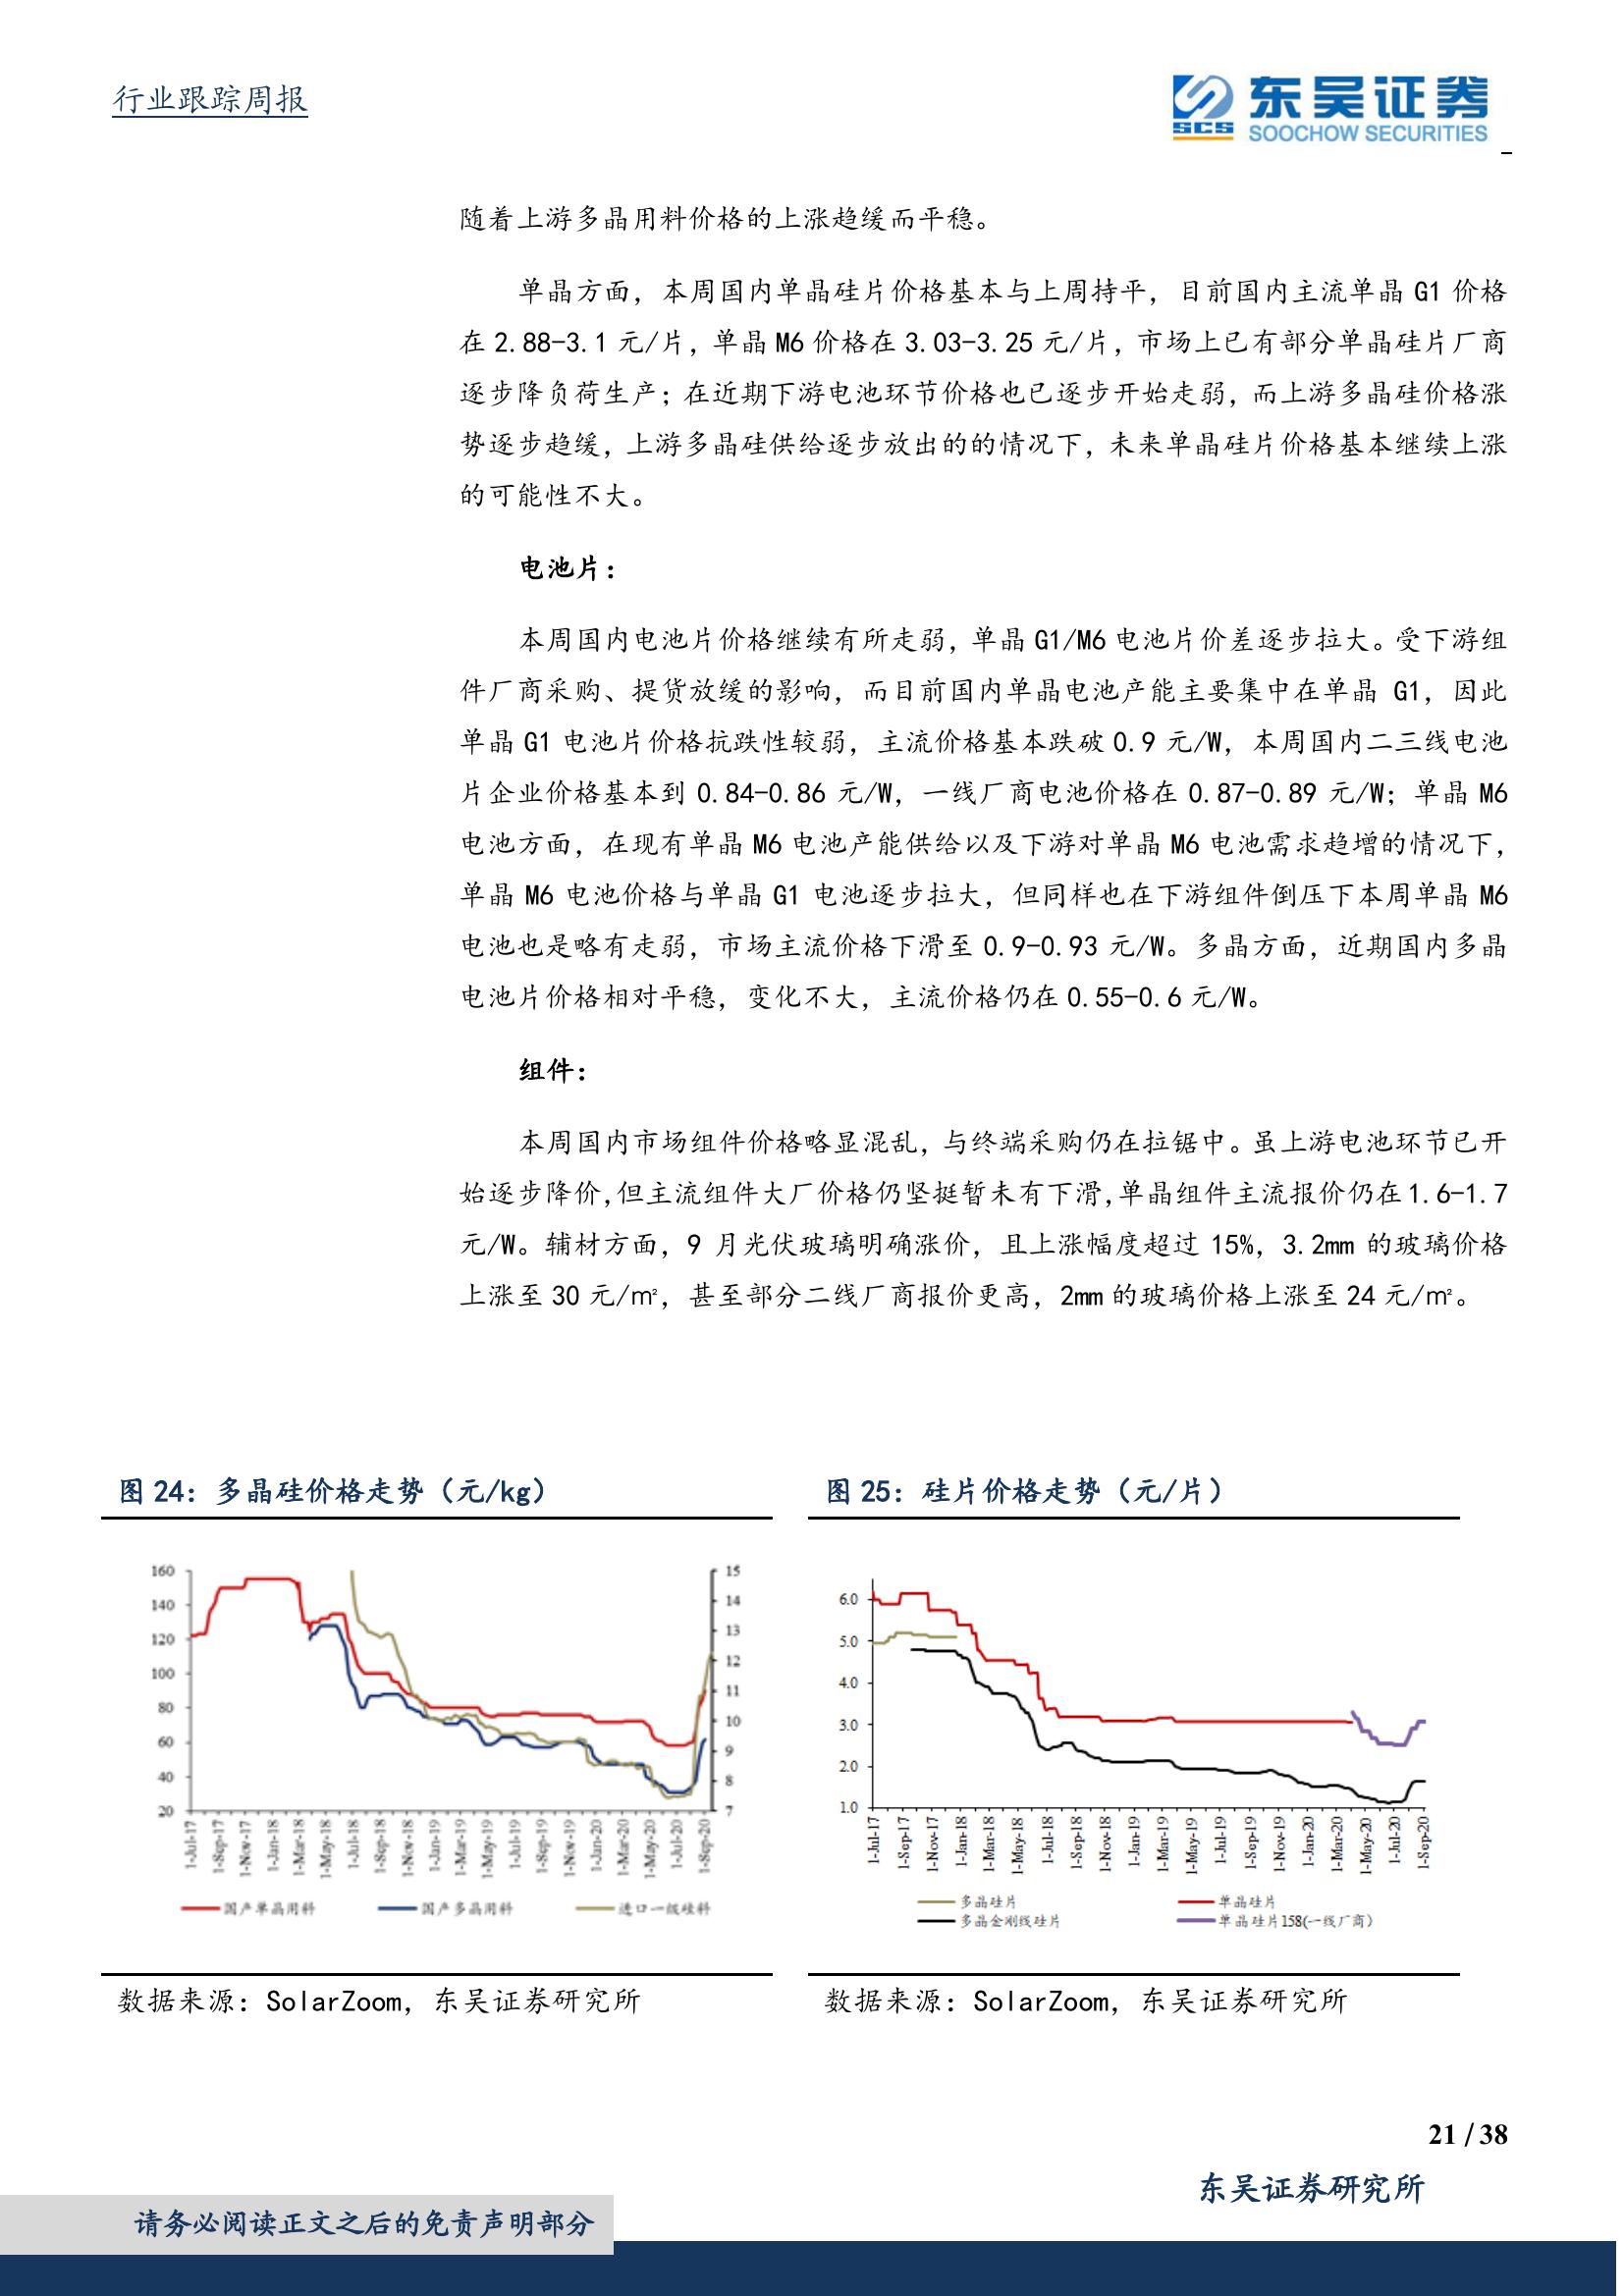 行业跟踪周报
东吴证券
SCS
SOOCHOW SECURITIES
随着上游多晶用料价格的上涨趋缓而平稳。
单晶方面，本周国内单晶硅片价格基本与上周持平，目前国内主流单晶 G1 价格
在 2.88-3.1 元/片，单晶 M6 价格在 3.03-3.25 元/片，市场上已有部分单晶硅片厂商
逐步降负荷生产；在近期下游电池环节价格也已逐步开始走弱，而上游多晶硅价格涨
势逐步趋缓，上游多晶硅供给逐步放出的的情况下，未来单晶硅片价格基本继续上涨
的可能性不大。
电池片：
本周国内电池片价格继续有所走弱，单晶 G1/M6 电池片价差逐步拉大。受下游组
件厂商采购、提货放缓的影响，而目前国内单晶电池产能主要集中在单晶 G1，因此
单晶 G1 电池片价格抗跌性较弱，主流价格基本跌破 0.9 元/W，本周国内二三线电池
片企业价格基本到 0.84-0.86 元/W，一线厂商电池价格在 0.87-0.89 元/W；单晶 M6
电池方面，在现有单晶 M6 电池产能供给以及下游对单晶 M6 电池需求趋增的情况下，
单晶 M6 电池价格与单晶 G1 电池逐步拉大，但同样也在下游组件倒压下本周单晶 M6
电池也是略有走弱，市场主流价格下滑至 0.9-0.93 元/W。多晶方面，近期国内多晶
电池片价格相对平稳，变化不大，主流价格仍在 0.55-0.6 元/W。
组件：
本周国内市场组件价格略显混乱，与终端采购仍在拉锯中。虽上游电池环节已开
始逐步降价，但主流组件大厂价格仍坚挺暂未有下滑，单晶组件主流报价仍在 1.6-1.7
元/W。辅材方面，9 月光伏玻璃明确涨价，且上涨幅度超过 15%，3.2mm 的玻璃价格
上涨至 30 元/㎡，甚至部分二线厂商报价更高，2mm 的玻璃价格上涨至 24 元/㎡。
图 24：多晶硅价格走势（元/kg）
160
140
120
100
80
60
40
20
15
14
13
12
11
10
9
8
7
1-Jul-17
1-Sep-17
1-Nov-17
1-Jan-18
1-Mar-18
1-May-18
1-Jul-18
1-Sep-18
1-Nov-18
1-Jan-19
1-Mar-19
1-May-19
1-Jul-19
1-Sep-19
1-Nov-19
1-Jan-20
1-Mar-20
1-May-20
1-Jul-20
1-Sep-20
国产单晶用料
国产多晶用料
进口一级硅料
数据来源：SolarZoom，东吴证券研究所
图 25：硅片价格走势（元/片）
6.0
5.0
4.0
3.0
2.0
1.0
1-Jul-17
1-Sep-17
1-Nov-17
1-Jan-18
1-Mar-18
1-May-18
1-Jul-18
1-Sep-18
1-Nov-18
1-Jan-19
1-Mar-19
1-May-19
1-Jul-19
1-Sep-19
1-Nov-19
1-Jan-20
1-Mar-20
1-May-20
1-Jul-20
1-Sep-20
多晶硅片
单晶硅片
多晶金刚线硅片
单晶硅片158(一线厂商)
数据来源：SolarZoom，东吴证券研究所
21 / 38
东吴证券研究所
请务必阅读正文之后的免责声明部分